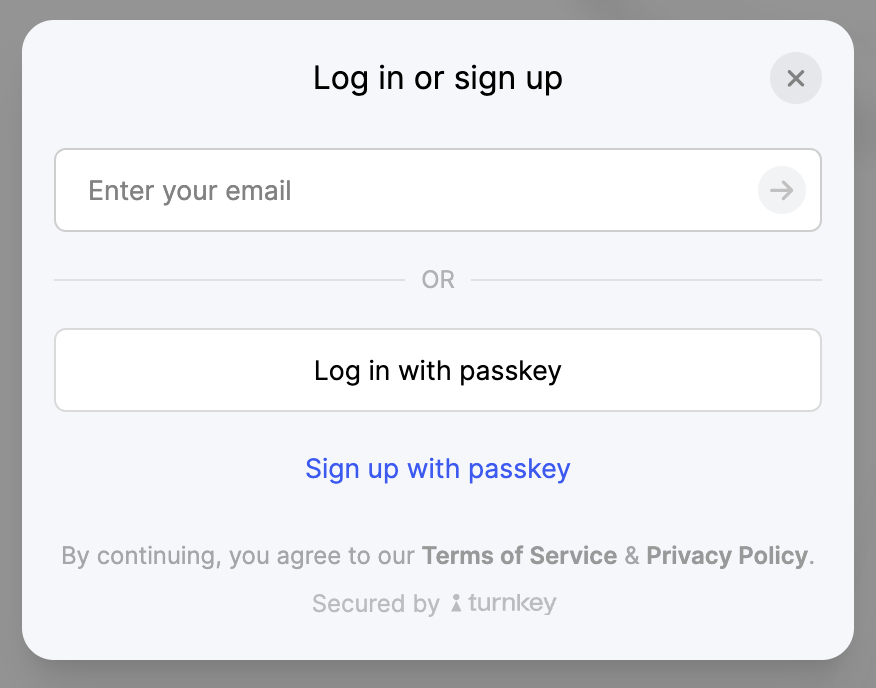 Log in or sign up
Enter your email
OR
Log in with passkey
Sign up with passkey
By continuing, you agree to our Terms of Service & Privacy Policy.
Secured by turnkey